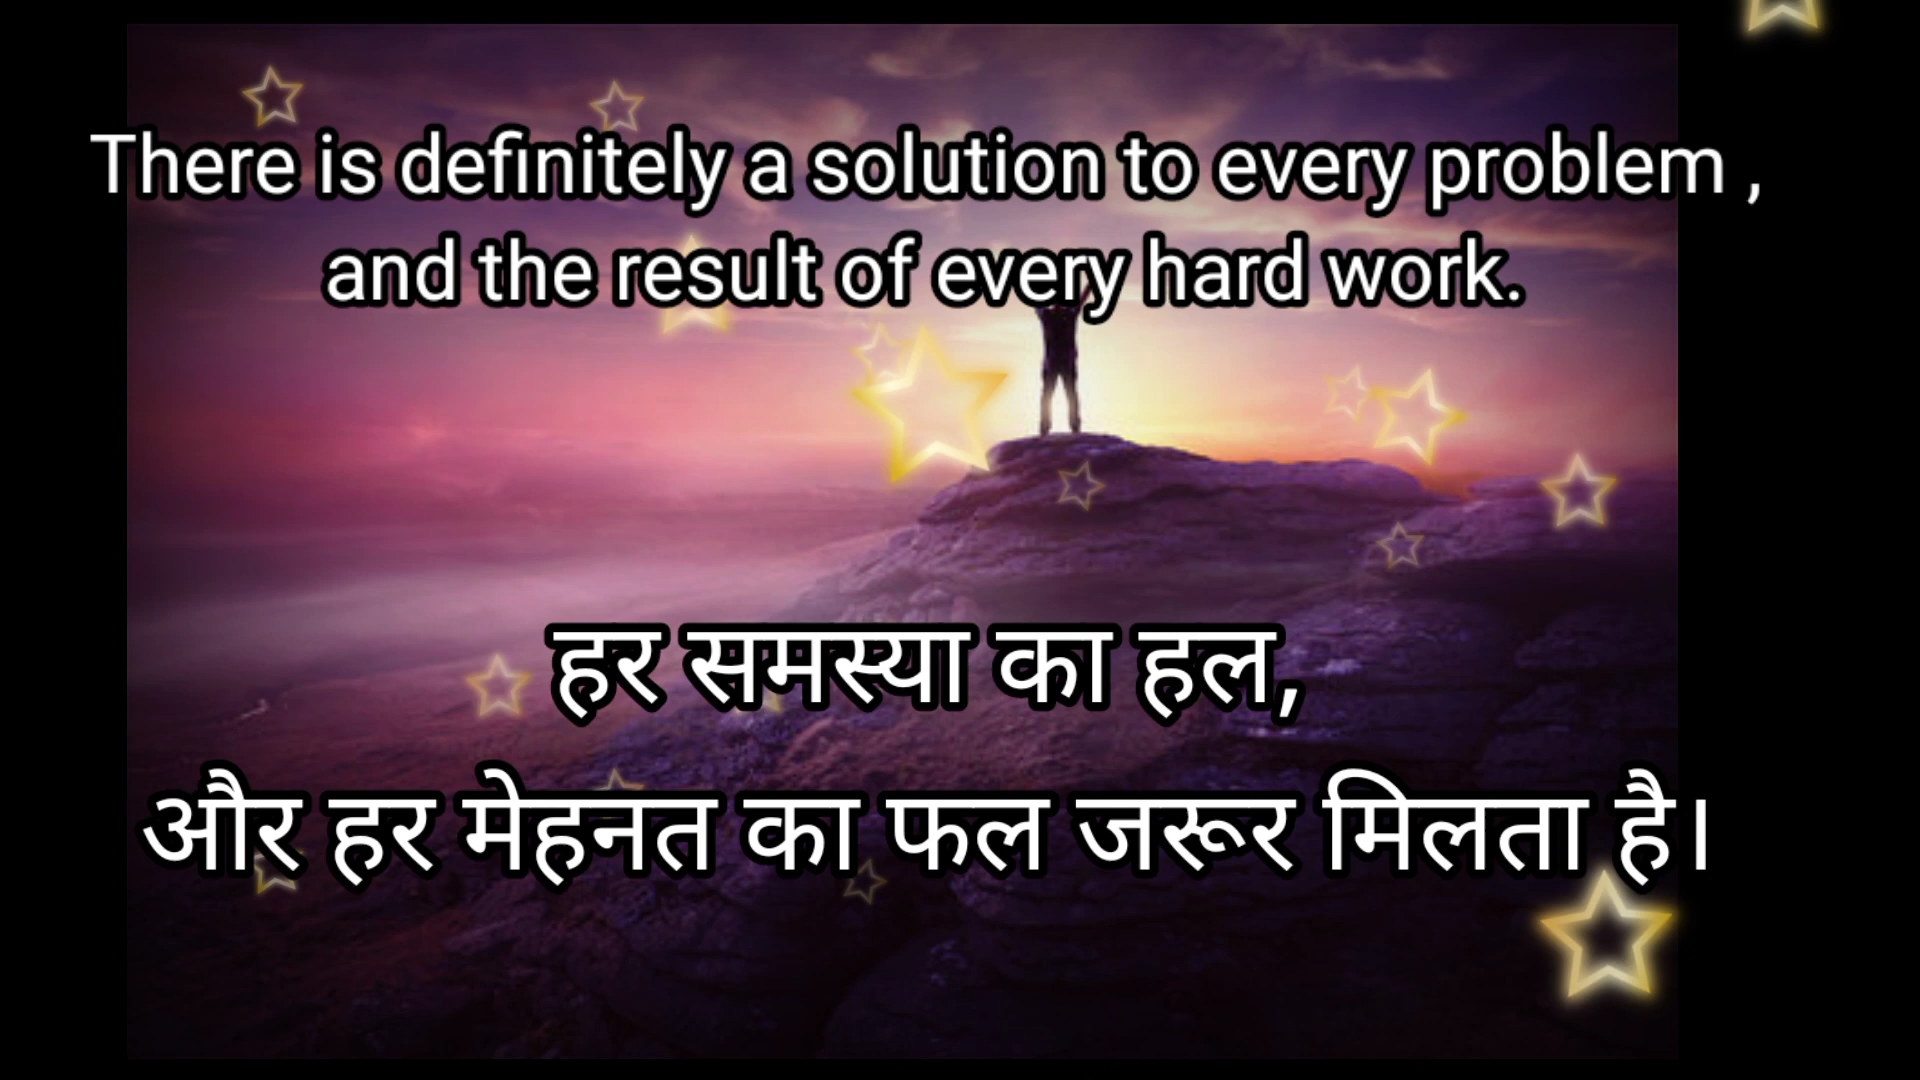 There is definitely a solution to every problem ,
and the result of every hard work.
हर समस्या का हल,
और हर मेहनत का फल जरूर मिलता है।